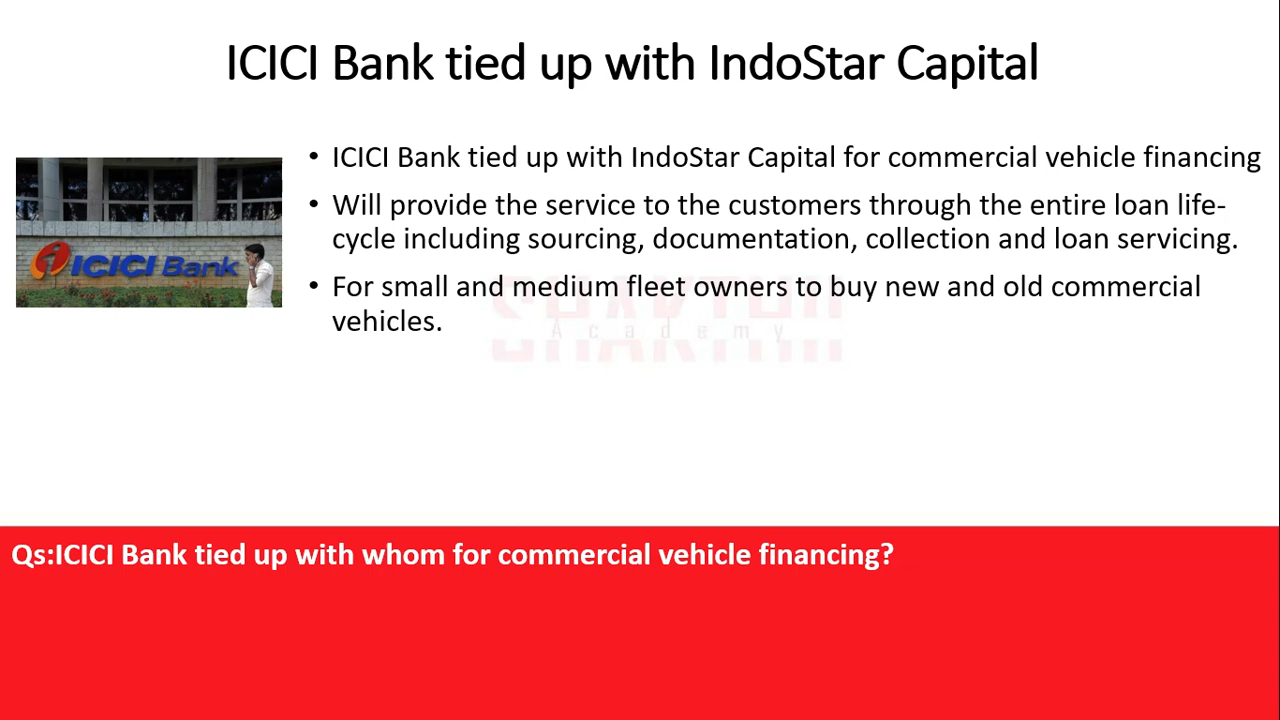 ICICI Bank tied up with IndoStar Capital
• ICICI Bank tied up with IndoStar Capital for commercial vehicle financing
• Will provide the service to the customers through the entire loan life-
cycle including sourcing, documentation, collection and loan servicing.
• For small and medium fleet owners to buy new and old commercial
vehicles.
ICICI Bank
Academy
Qs:ICICI Bank tied up with whom for commercial vehicle financing?